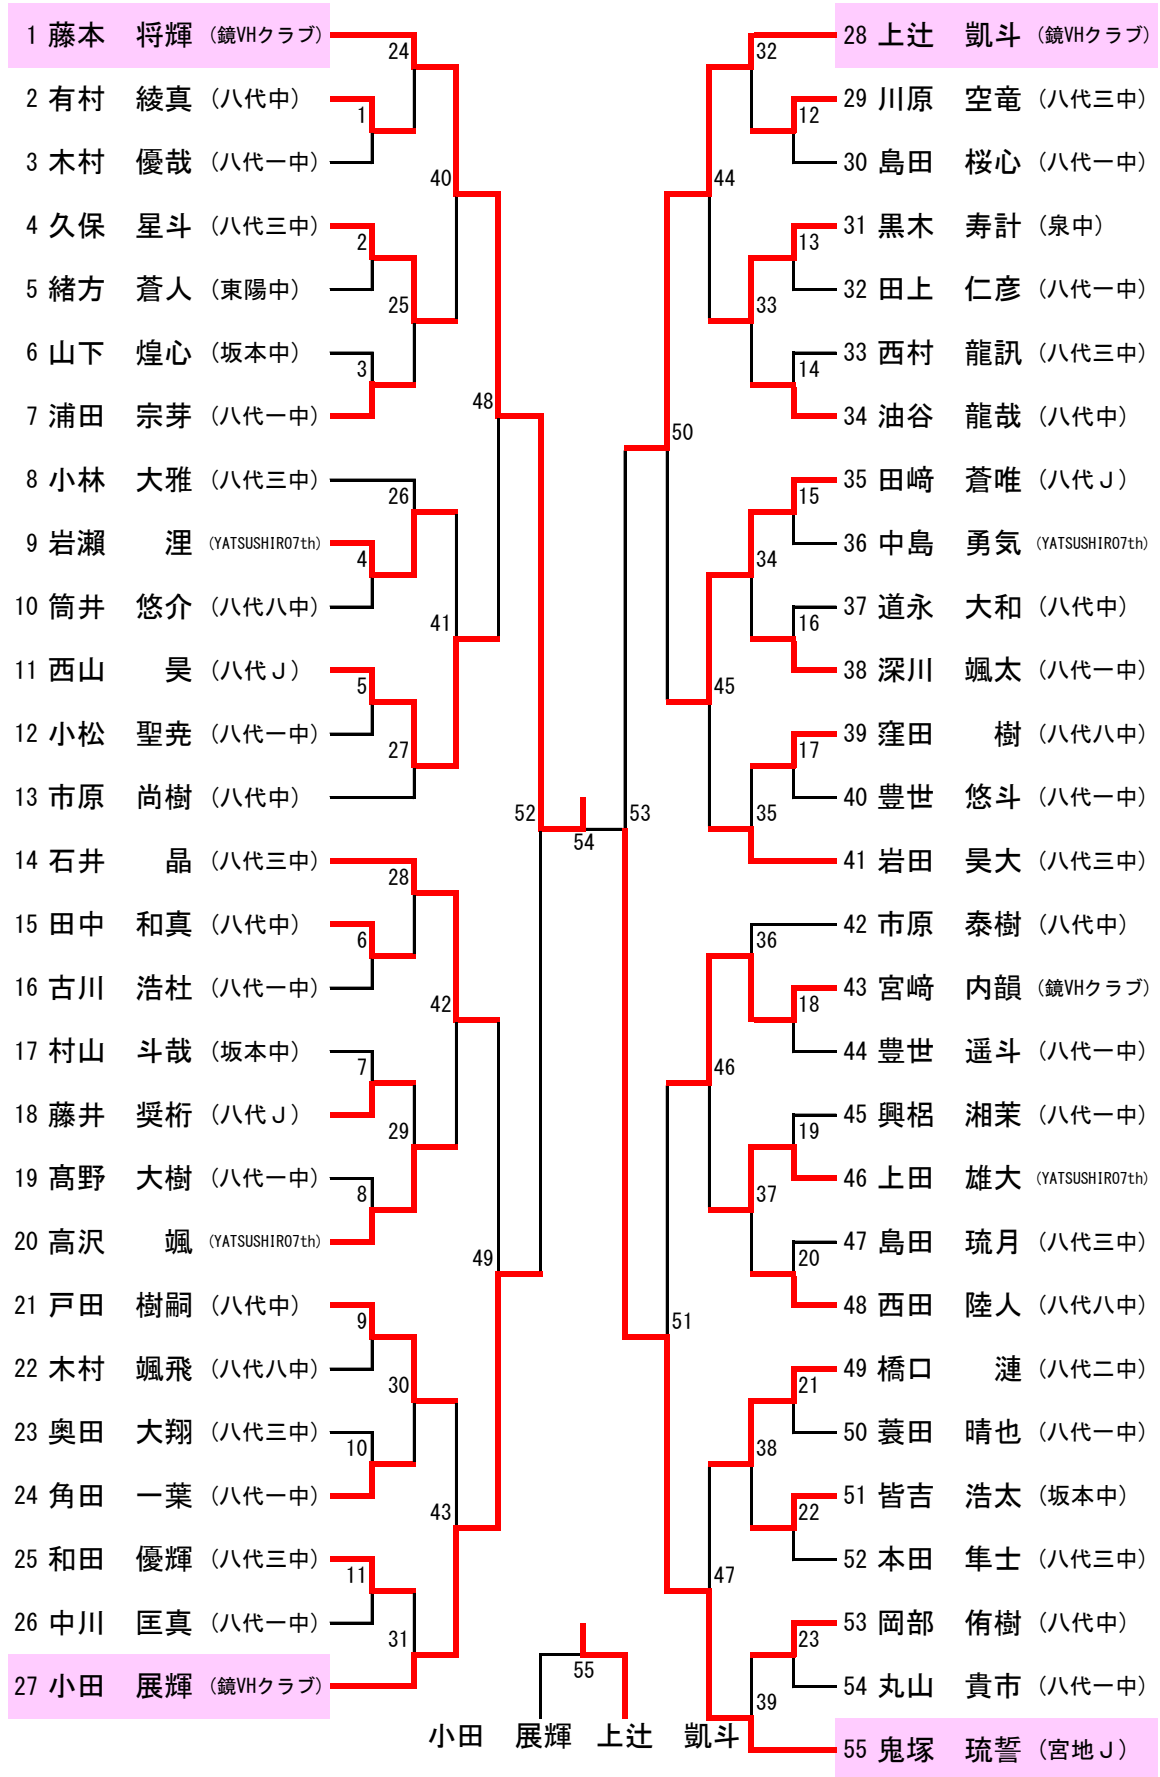 1 藤本 将輝 (鏡VHクラブ)
2 有村 綾真 (八代中)
3 木村 優哉 (八代一中)
4 久保 星斗 (八代三中)
5 緒方 蒼人 (東陽中)
6 山下 煌心 (坂本中)
7 浦田 宗芽 (八代一中)
8 小林 大雅 (八代三中)
9 岩瀬 浬 (YATSUSHIRO7th)
10 筒井 悠介 (八代八中)
11 西山 昊 (八代J)
12 小松 聖尭 (八代一中)
13 市原 尚樹 (八代中)
14 石井 晶 (八代三中)
15 田中 和真 (八代中)
16 古川 浩杜 (八代一中)
17 村山 斗哉 (坂本中)
18 藤井 奨桁 (八代J)
19 髙野 大樹 (八代一中)
20 高沢 颯 (YATSUSHIRO7th)
21 戸田 樹嗣 (八代中)
22 木村 颯飛 (八代八中)
23 奥田 大翔 (八代三中)
24 角田 一葉 (八代一中)
25 和田 優輝 (八代三中)
26 中川 匡真 (八代一中)
27 小田 展輝 (鏡VHクラブ)
24
1
40
2
25
3
48
26
4
41
5
27
52
28
6
42
7
29
8
49
9
30
10
43
11
31
54
55
小田 展輝 上辻 凱斗
53
32
12
44
13
33
14
50
15
34
16
45
17
35
36
18
46
19
37
20
51
21
38
22
47
23
39
28 上辻 凱斗 (鏡VHクラブ)
29 川原 空竜 (八代三中)
30 島田 桜心 (八代一中)
31 黒木 寿計 (泉中)
32 田上 仁彦 (八代一中)
33 西村 龍訊 (八代三中)
34 油谷 龍哉 (八代中)
35 田﨑 蒼唯 (八代J)
36 中島 勇気 (YATSUSHIRO7th)
37 道永 大和 (八代中)
38 深川 颯太 (八代一中)
39 窪田 樹 (八代八中)
40 豊世 悠斗 (八代一中)
41 岩田 昊大 (八代三中)
42 市原 泰樹 (八代中)
43 宮﨑 内韻 (鏡VHクラブ)
44 豊世 遥斗 (八代一中)
45 興梠 湘茉 (八代一中)
46 上田 雄大 (YATSUSHIRO7th)
47 島田 琉月 (八代三中)
48 西田 陸人 (八代八中)
49 橋口 漣 (八代二中)
50 蓑田 晴也 (八代一中)
51 皆吉 浩太 (坂本中)
52 本田 隼士 (八代三中)
53 岡部 侑樹 (八代中)
54 丸山 貴市 (八代一中)
55 鬼塚 琉誓 (宮地J)